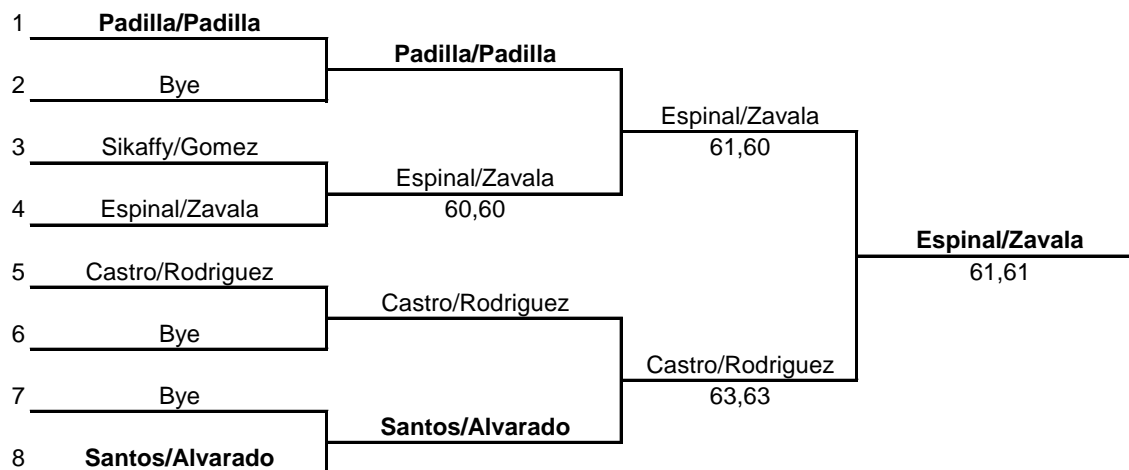 1 Padilla/Padilla
Padilla/Padilla
2 Bye
Espinal/Zavala
3 Sikaffy/Gomez
61,60
Espinal/Zavala
4 Espinal/Zavala
60,60
Espinal/Zavala
5 Castro/Rodriguez
61,61
Castro/Rodriguez
6 Bye
Castro/Rodriguez
7 Bye
63,63
Santos/Alvarado
8 Santos/Alvarado